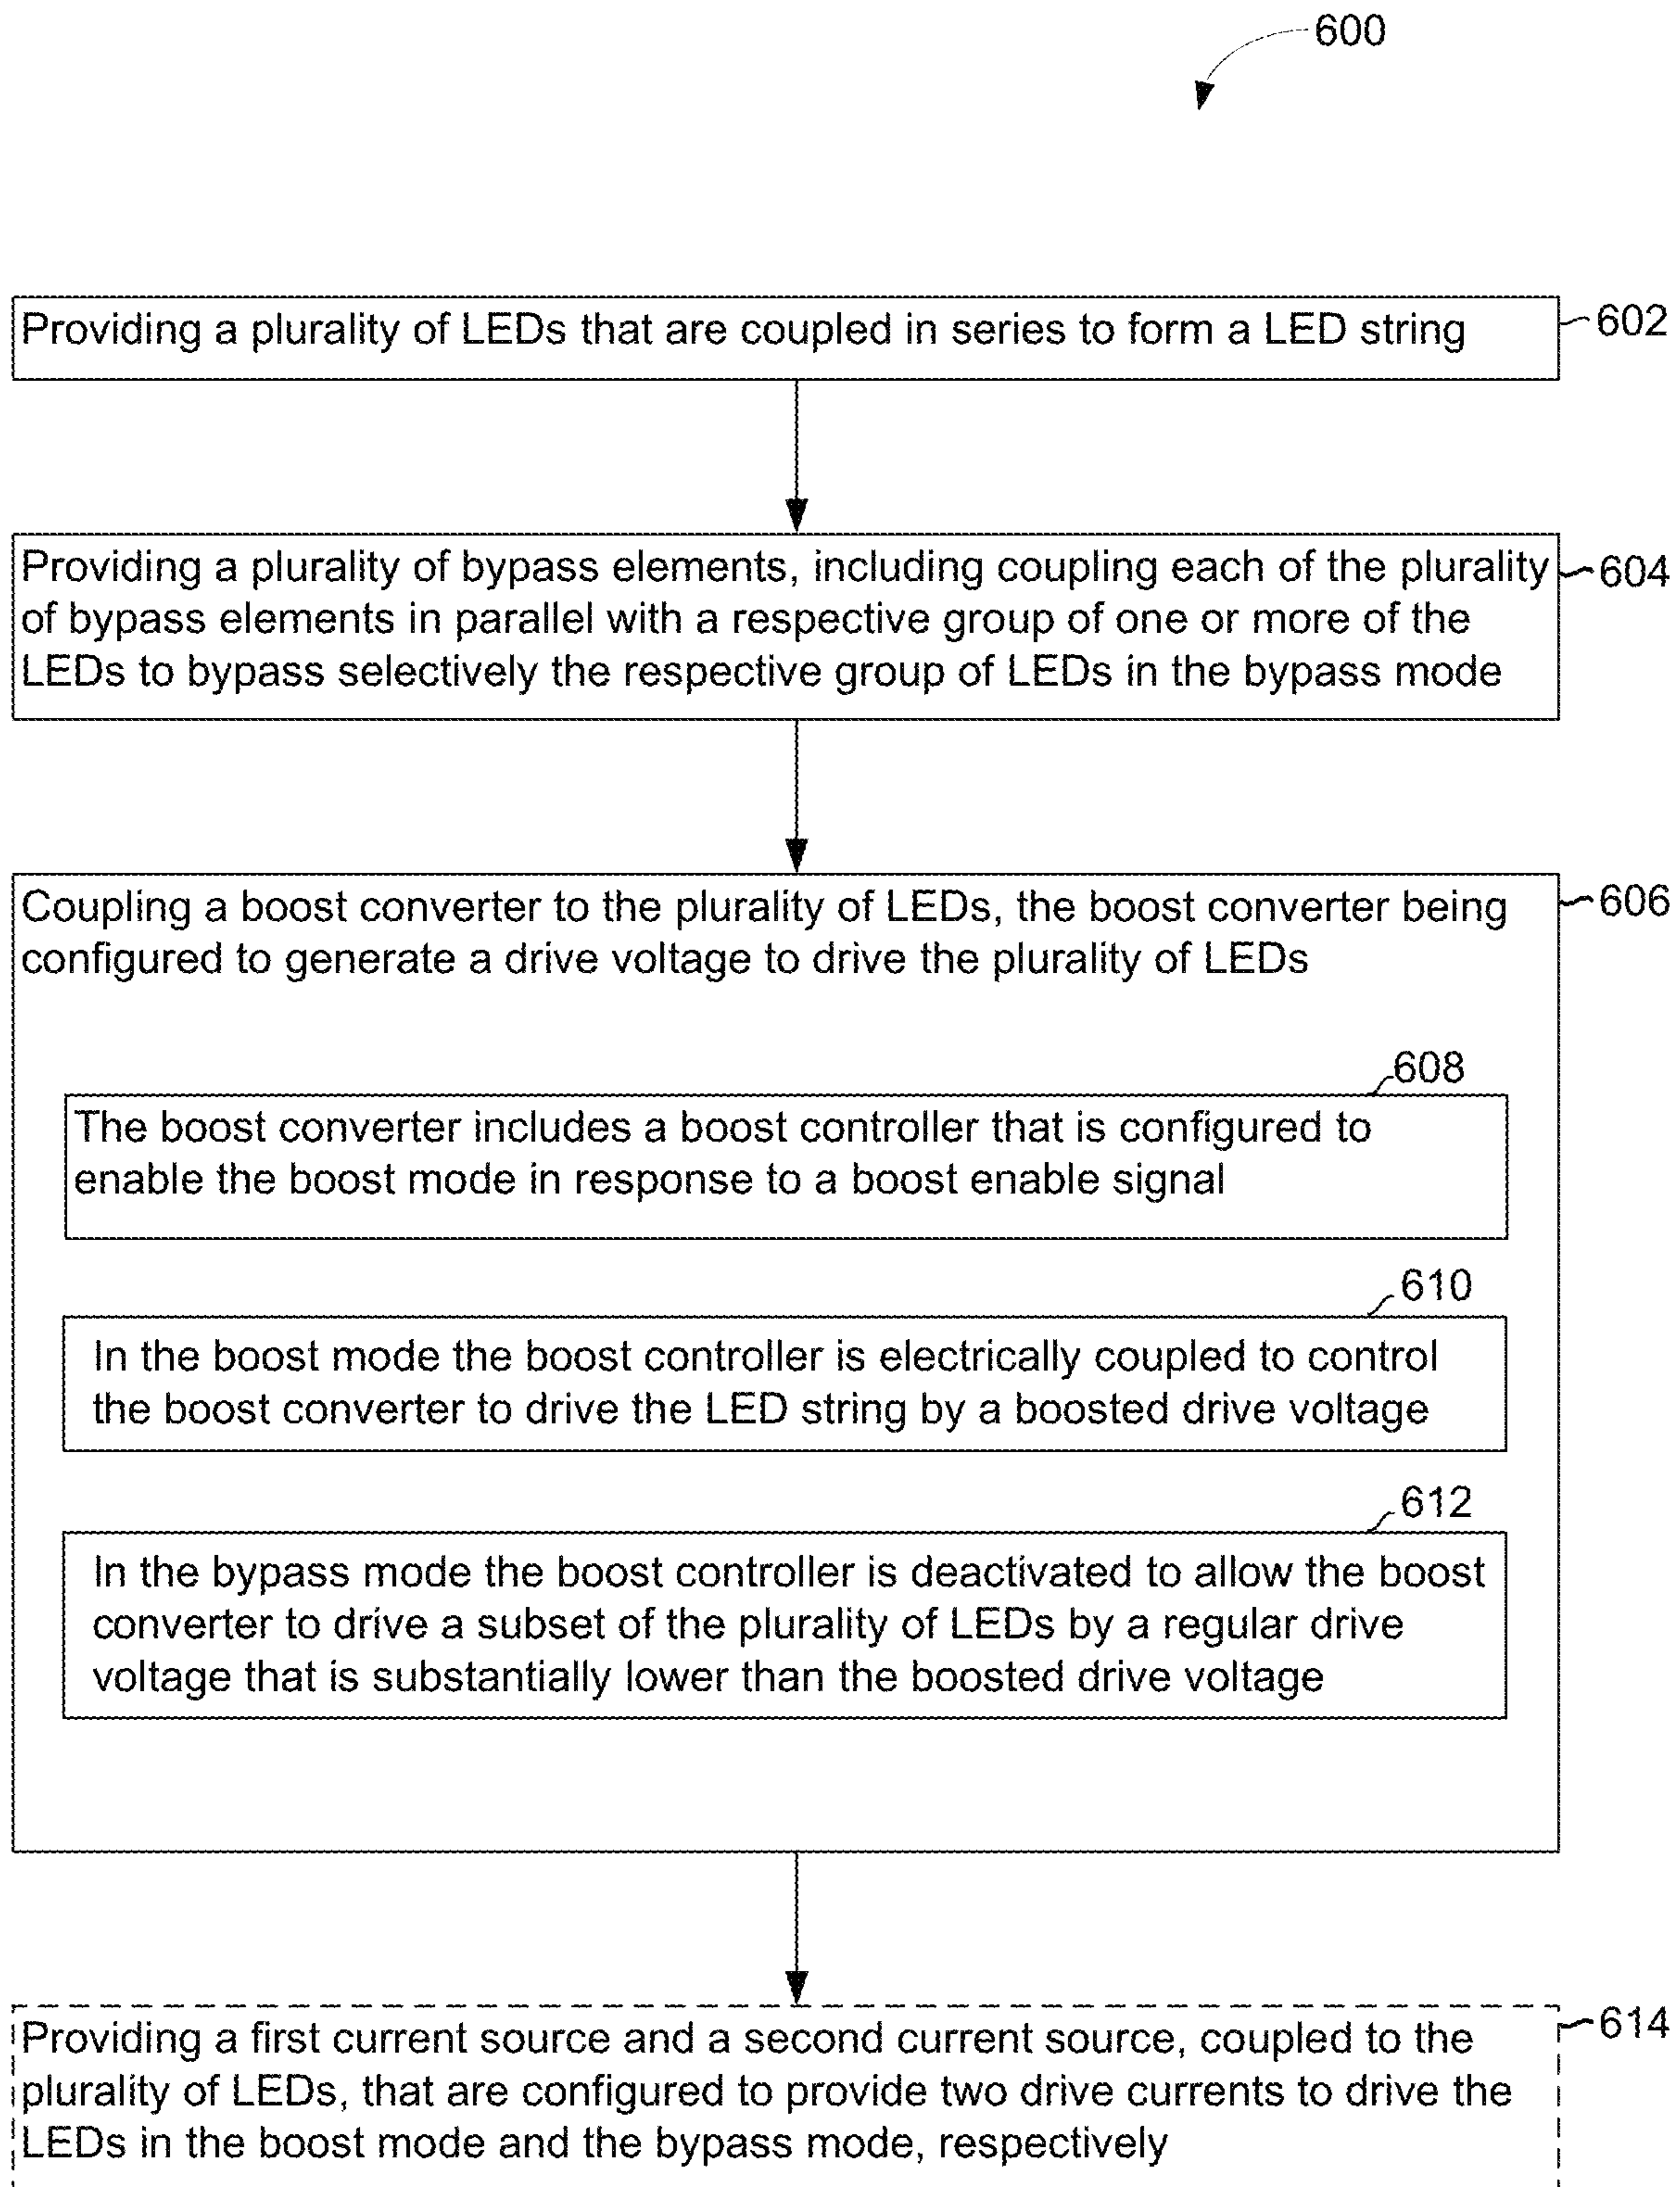 600
Providing a plurality of LEDs that are coupled in series to form a LED string
602
Providing a plurality of bypass elements, including coupling each of the plurality
of bypass elements in parallel with a respective group of one or more of the
LEDs to bypass selectively the respective group of LEDs in the bypass mode
604
Coupling a boost converter to the plurality of LEDs, the boost converter being
configured to generate a drive voltage to drive the plurality of LEDs
606
608
The boost converter includes a boost controller that is configured to
enable the boost mode in response to a boost enable signal
610
In the boost mode the boost controller is electrically coupled to control
the boost converter to drive the LED string by a boosted drive voltage
612
In the bypass mode the boost controller is deactivated to allow the boost
converter to drive a subset of the plurality of LEDs by a regular drive
voltage that is substantially lower than the boosted drive voltage
Providing a first current source and a second current source, coupled to the
plurality of LEDs, that are configured to provide two drive currents to drive the
LEDs in the boost mode and the bypass mode, respectively
614